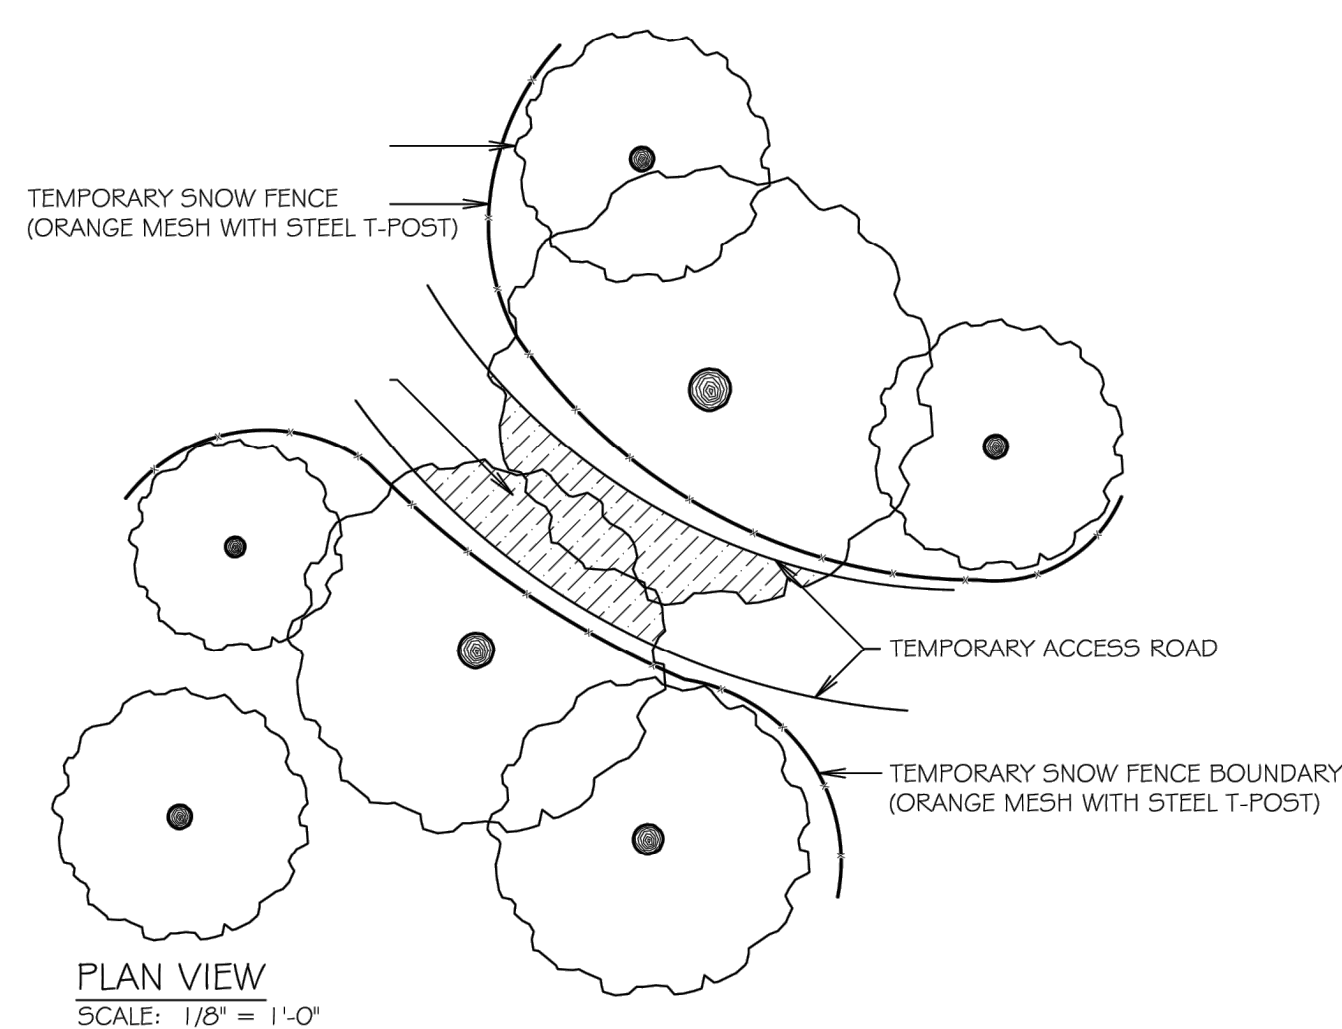 TEMPORARY SNOW FENCE
(ORANGE MESH WITH STEEL T-POST)
TEMPORARY ACCESS ROAD
TEMPORARY SNOW FENCE BOUNDARY
(ORANGE MESH WITH STEEL T-POST)
PLAN VIEW
SCALE: 1/8" = 1'-0"